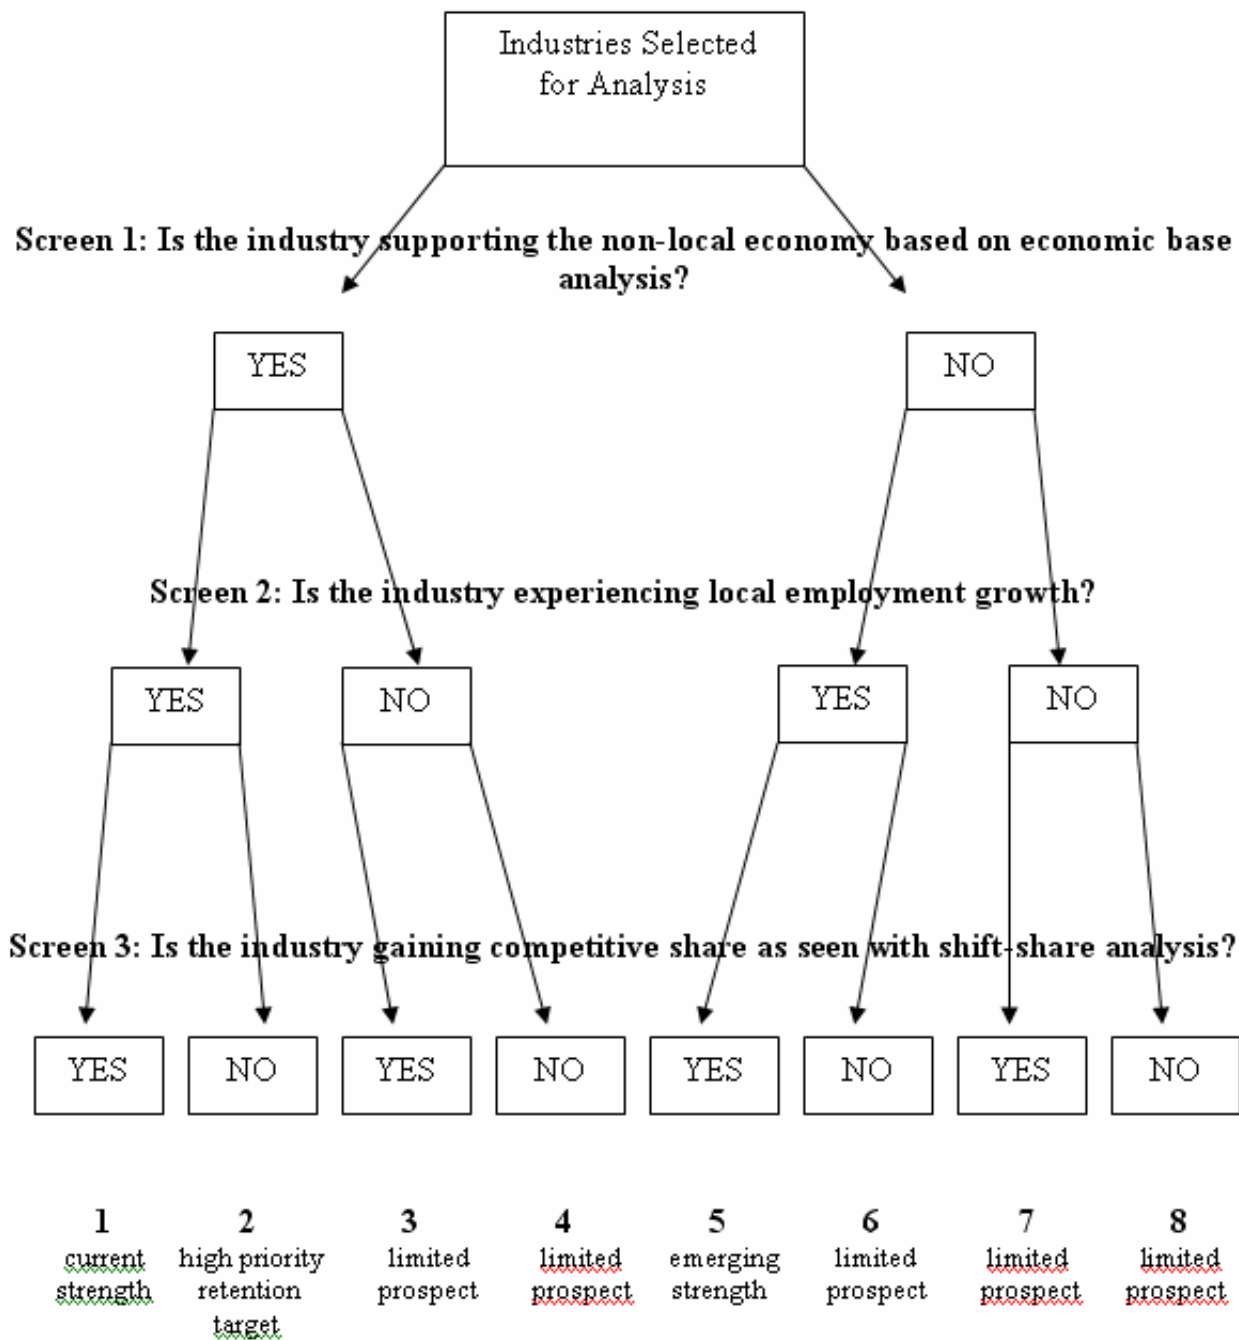 Industries Selected
for Analysis
Screen 1: Is the industry supporting the non-local economy based on economic base
analysis?
YES
NO
Screen 2: Is the industry experiencing local employment growth?
YES
NO
YES
NO
Screen 3: Is the industry gaining competitive share as seen with shift-share analysis?
YES
NO
YES
NO
YES
NO
YES
NO
1
current
strength
2
high priority
retention
target
3
limited
prospect
4
limited
prospect
5
emerging
strength
6
limited
prospect
7
limited
prospect
8
limited
prospect